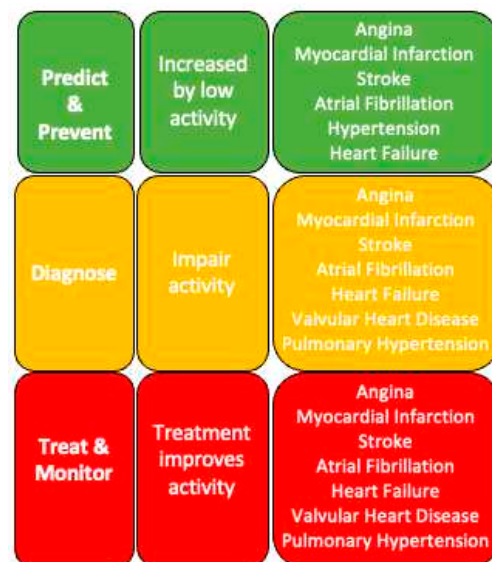 Predict
&
Prevent
Increased
by low
activity
Angina
Myocardial Infarction
Stroke
Atrial Fibrillation
Hypertension
Heart Failure
Diagnose
Impair
activity
Angina
Myocardial Infarction
Stroke
Atrial Fibrillation
Heart Failure
Valvular Heart Disease
Pulmonary Hypertension
Treat &
Monitor
Treatment
improves
activity
Angina
Myocardial Infarction
Stroke
Atrial Fibrillation
Heart Failure
Valvular Heart Disease
Pulmonary Hypertension